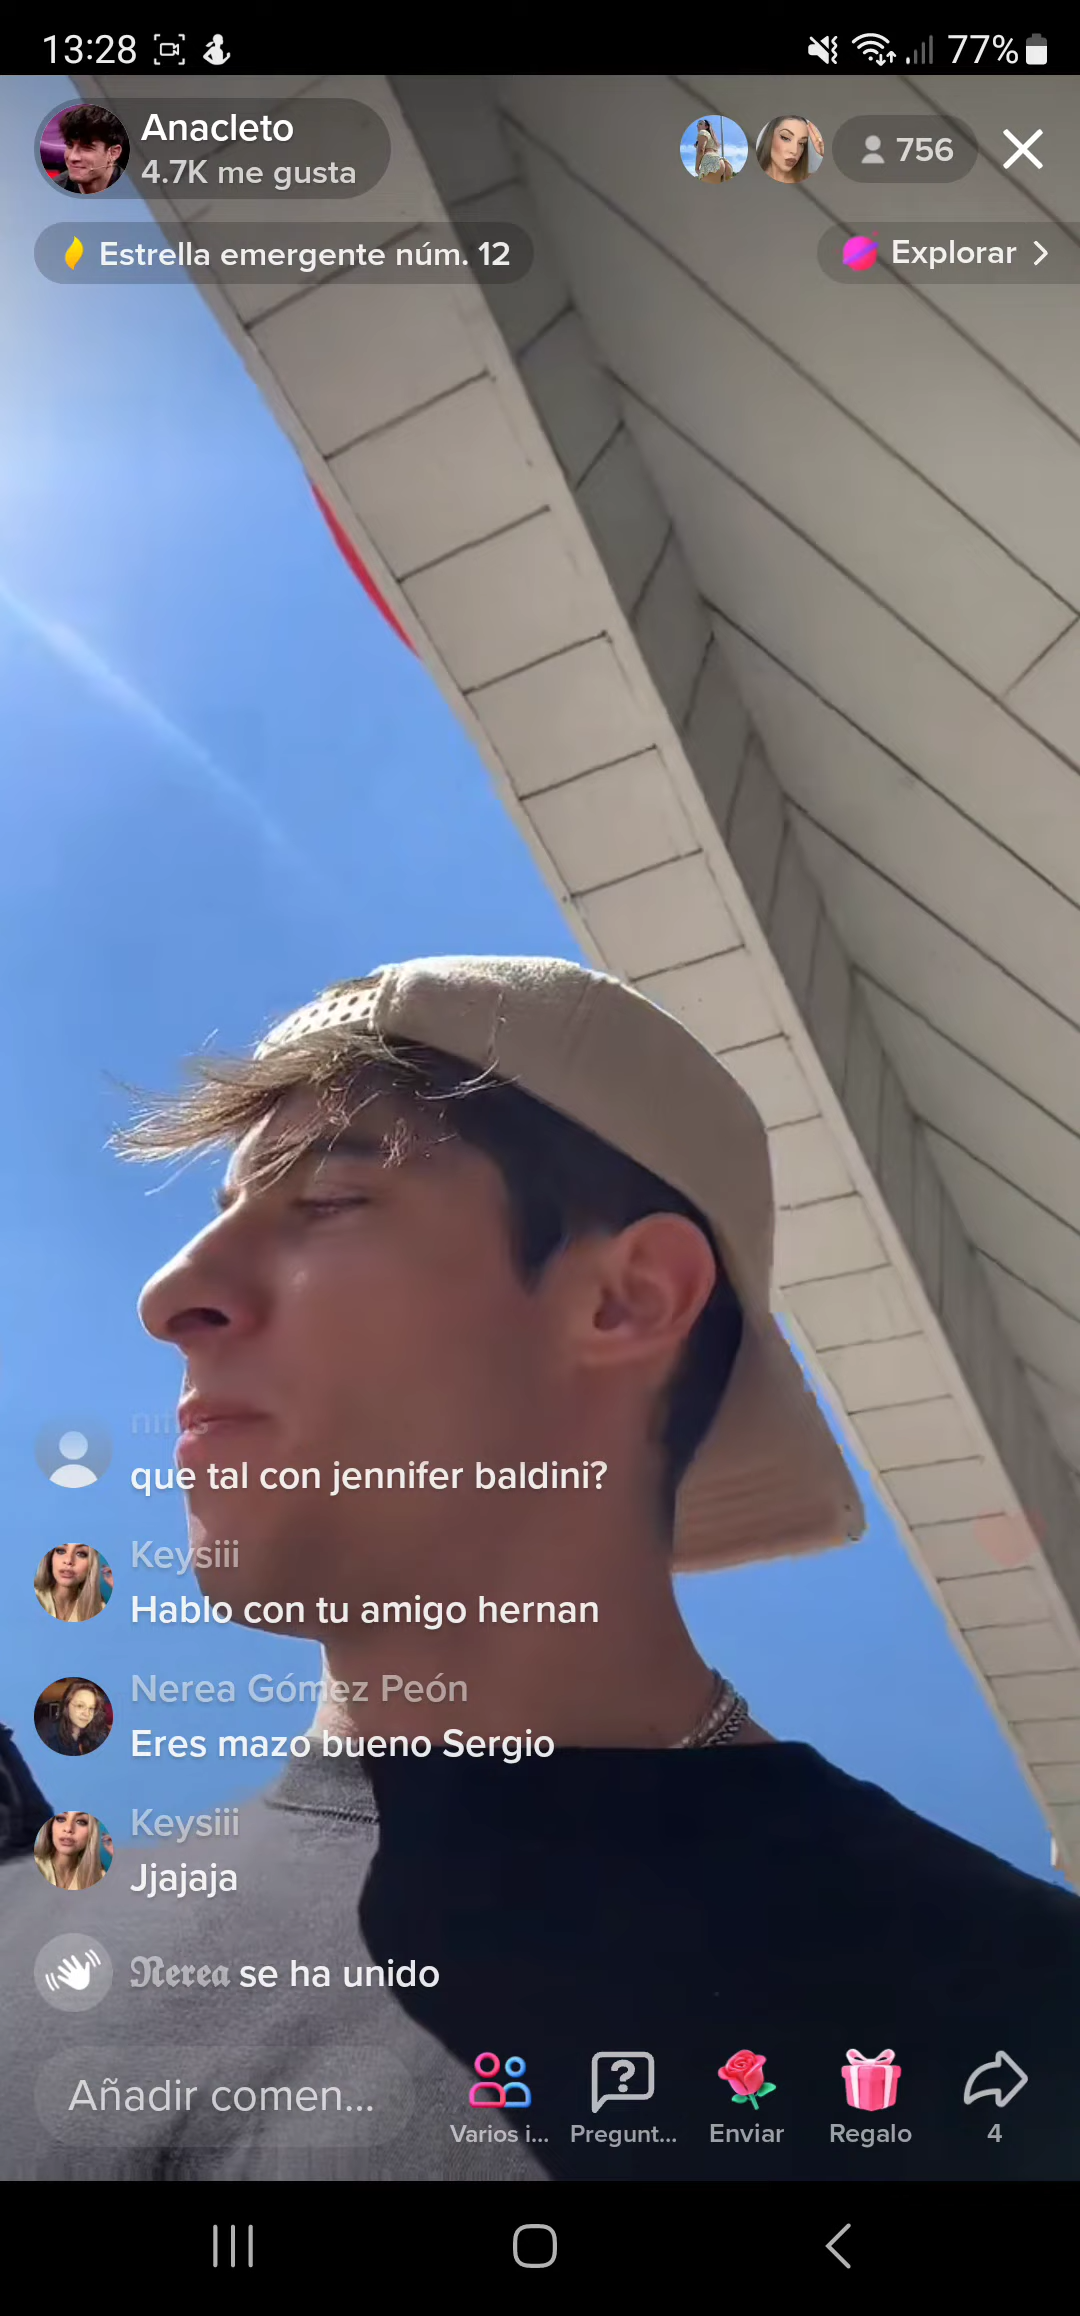 13:28
77%
Anacleto
4.7K me gusta
756
Estrella emergente núm. 12
Explorar
que tal con jennifer baldini?
Keysiii
Hablo con tu amigo hernan
Nerea Gómez Peón
Eres mazo bueno Sergio
Keysiii
Jjajaja
𝕹𝖊𝖗𝖊𝖆 se ha unido
Añadir comen...
Varios i...
Pregunt...
Enviar
Regalo
4